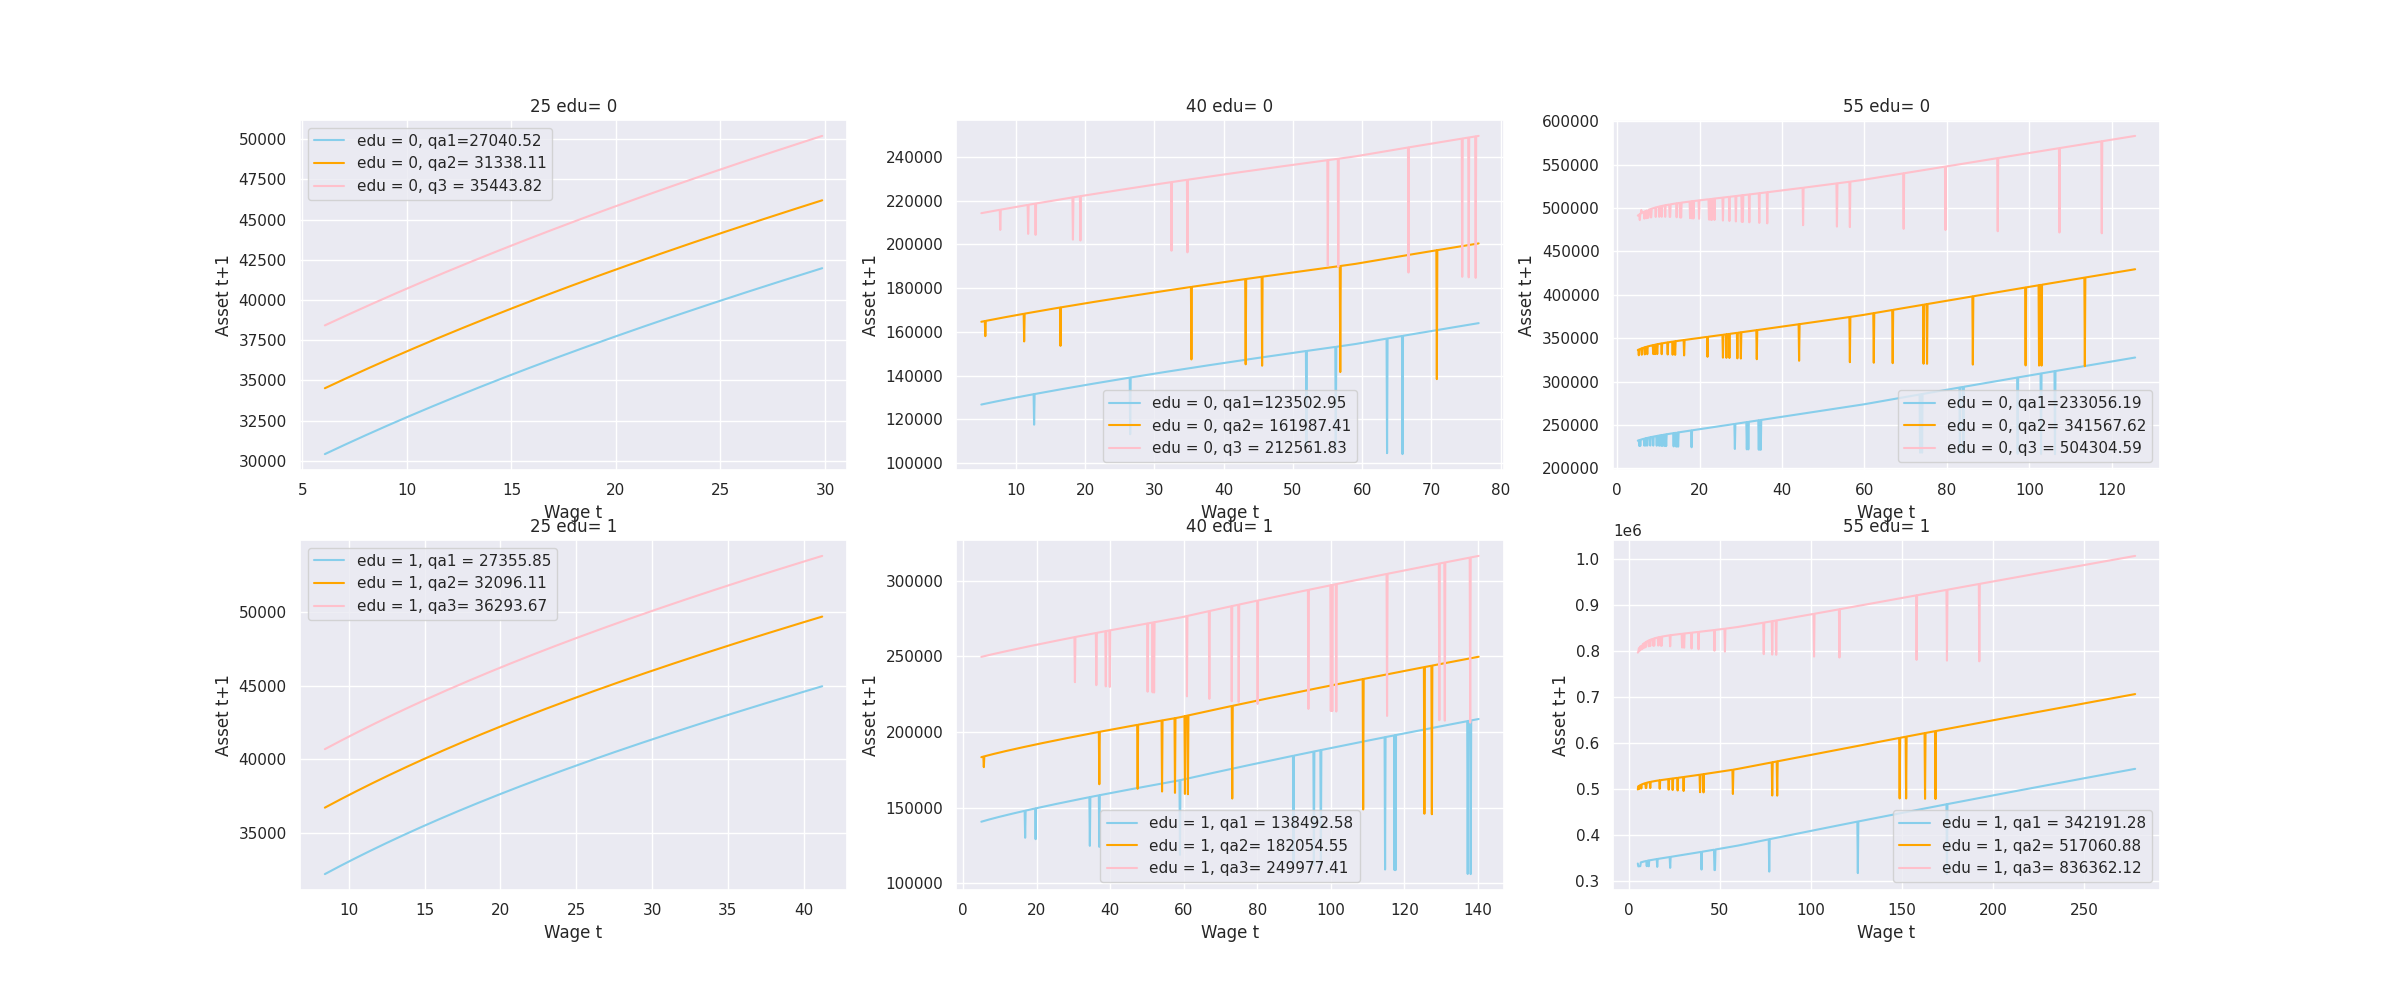 25 edu= 0
50000
47500
45000
42500
40000
37500
35000
32500
30000
Asset t+1
edu = 0, qa1=27040.52
edu = 0, qa2= 31338.11
edu = 0, q3 = 35443.82
5 10 15 20 25 30
Wage t
40 edu= 0
240000
220000
200000
180000
160000
140000
120000
100000
Asset t+1
edu = 0, qa1=123502.95
edu = 0, qa2= 161987.41
edu = 0, q3 = 212561.83
10 20 30 40 50 60 70 80
Wage t
55 edu= 0
600000
550000
500000
450000
400000
350000
300000
250000
200000
Asset t+1
edu = 0, qa1=233056.19
edu = 0, qa2= 341567.62
edu = 0, q3 = 504304.59
0 20 40 60 80 100 120
Wage t
25 edu= 1
50000
45000
40000
35000
Asset t+1
edu = 1, qa1 = 27355.85
edu = 1, qa2= 32096.11
edu = 1, qa3= 36293.67
10 15 20 25 30 35 40
Wage t
40 edu= 1
300000
250000
200000
150000
100000
Asset t+1
edu = 1, qa1 = 138492.58
edu = 1, qa2= 182054.55
edu = 1, qa3= 249977.41
0 20 40 60 80 100 120 140
Wage t
55 edu= 1
1e6
1.0
0.9
0.8
0.7
0.6
0.5
0.4
0.3
Asset t+1
edu = 1, qa1 = 342191.28
edu = 1, qa2= 517060.88
edu = 1, qa3= 836362.12
0 50 100 150 200 250
Wage t